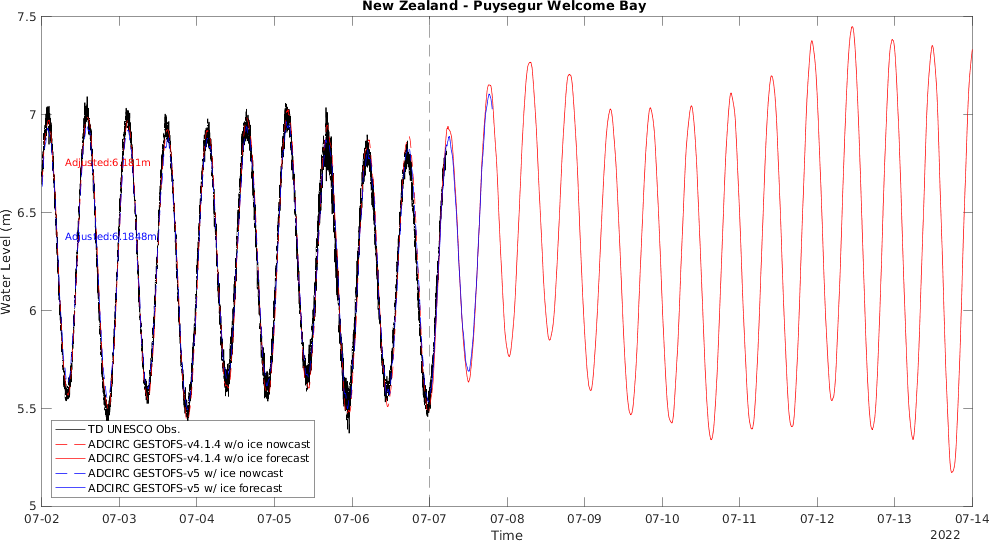 New Zealand - Puysegur Welcome Bay
7.5
7
6.5
6
5.5
5
Water Level (m)
Adjusted:6.181m
Adjusted:6.1848m
TD UNESCO Obs.
ADCIRC GESTOFS-v4.1.4 w/o ice nowcast
ADCIRC GESTOFS-v4.1.4 w/o ice forecast
ADCIRC GESTOFS-v5 w/ ice nowcast
ADCIRC GESTOFS-v5 w/ ice forecast
07-02 07-03 07-04 07-05 07-06 07-07 07-08 07-09 07-10 07-11 07-12 07-13 07-14
Time
2022